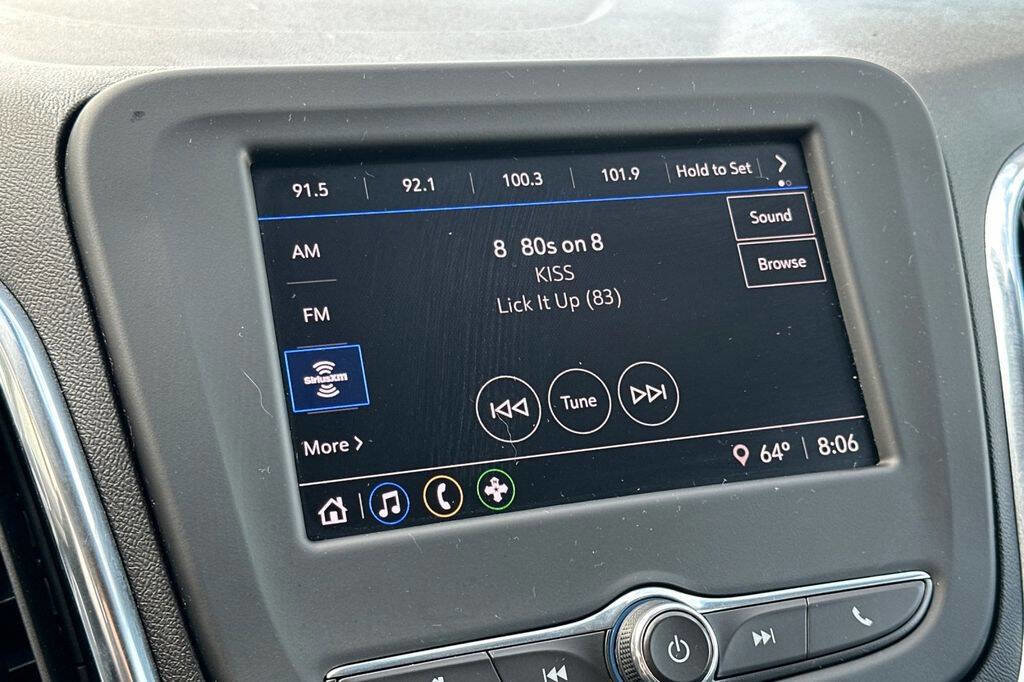 91.5 92.1 100.3 101.9 Hold to Set
AM
8 80s on 8
Sound
KISS
Browse
FM
Lick It Up (83)
SiriusXM
Tune
More
64° 8:06